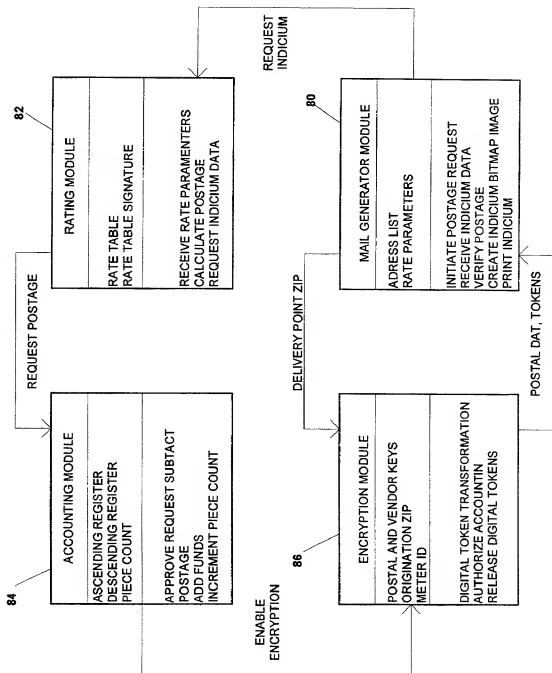 84
ACCOUNTING MODULE
ASCENDING REGISTER
DESCENDING REGISTER
PIECE COUNT
APPROVE REQUEST SUBTACT
POSTAGE
ADD FUNDS
INCREMENT PIECE COUNT
REQUEST POSTAGE
82
RATING MODULE
RATE TABLE
RATE TABLE SIGNATURE
RECEIVE RATE PARAMENTERS
CALCULATE POSTAGE
REQUEST INDICIUM DATA
REQUEST
INDICIUM
ENABLE
ENCRYPTION
86
ENCRYPTION MODULE
POSTAL AND VENDOR KEYS
ORIGINATION ZIP
METER ID
DIGITAL TOKEN TRANSFORMATION
AUTHORIZE ACCOUNTIN
RELEASE DIGITAL TOKENS
DELIVERY POINT ZIP
80
MAIL GENERATOR MODULE
ADRESS LIST
RATE PARAMETERS
INITIATE POSTAGE REQUEST
RECEIVE INDICIUM DATA
VERIFY POSTAGE
CREATE INDICIUM BITMAP IMAGE
PRINT INDICIUM
POSTAL DAT, TOKENS